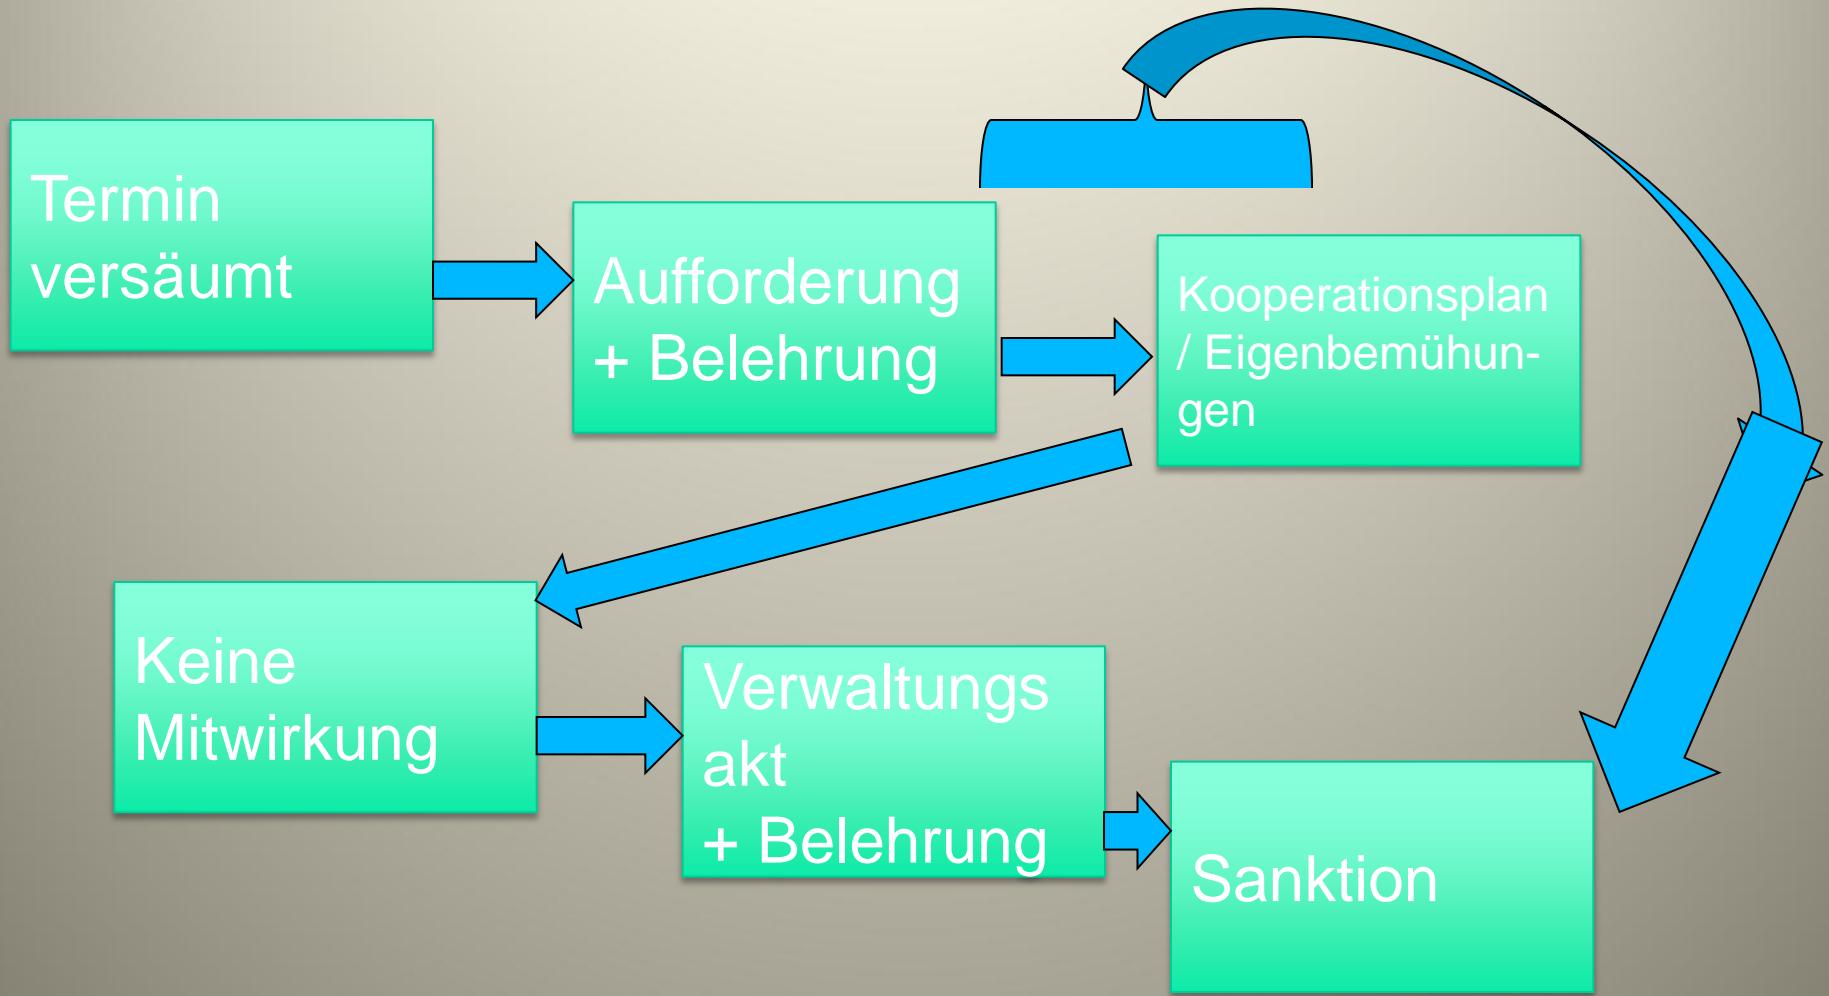 Termin
versäumt
Aufforderung
+ Belehrung
Kooperationsplan
/ Eigenbemühun-
gen
Keine
Mitwirkung
Verwaltungs
akt
+ Belehrung
Sanktion